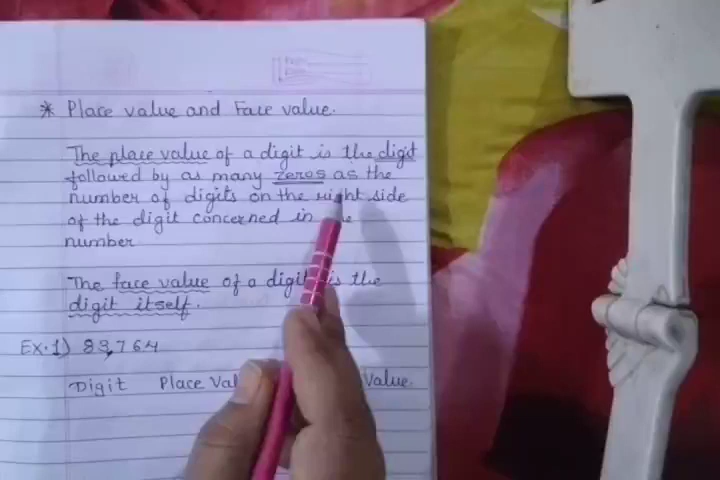 * Place value and Face value.
The place value of a digit is the digit
followed by as many zeros as the
number of digits on the right side
of the digit concerned in
number
The face value of a digit is the
digit itself.
Ex.1) 83,764
Digit Place Value.